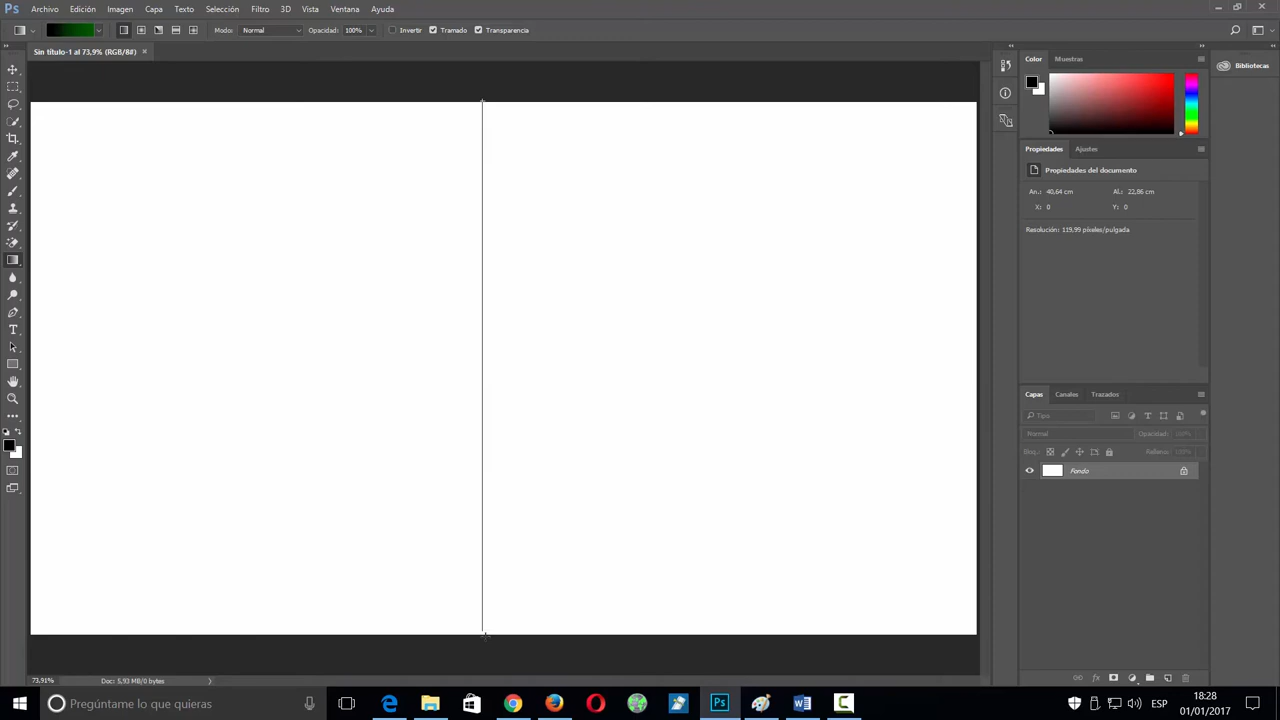 Ps Archivo Edición Imagen Capa Texto Selección Filtro 3D Vista Ventana Ayuda
Modo: Normal Opacidad: 100% Invertir Tramado Transparencia
Sin título-1 al 73,9% (RGB/8#)
Color Muestras
Bibliotecas
Propiedades Ajustes
Propiedades del documento
An.: 40,64 cm Al.: 22,86 cm
X: 0 Y: 0
Resolución: 119,99 píxeles/pulgada
Capas Canales Trazados
Tipo
Normal Opacidad: 100%
Bloq.: Relleno: 100%
Fondo
73,91% Doc: 5,93 MB/0 bytes
Pregúntame lo que quieras
Ps
ESP
18:28
01/01/2017